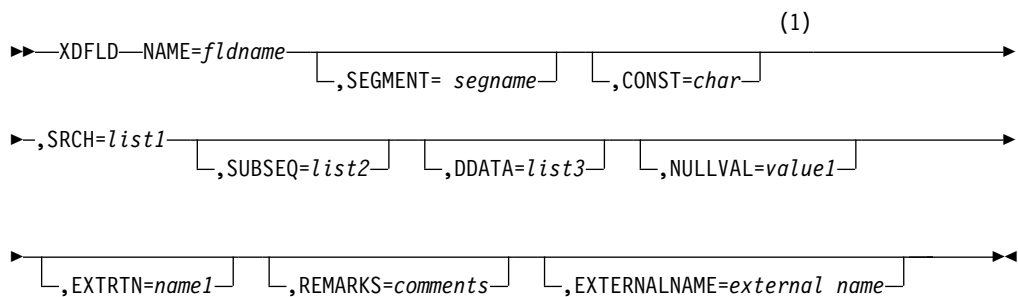 (1)
XDFLD NAME=fldname
,SEGMENT= segname ,CONST=char
,SRCH=list1
,SUBSEQ=list2 ,DDATA=list3 ,NULLVAL=value1
,EXTRTN=name1 ,REMARKS=comments ,EXTERNALNAME=external name